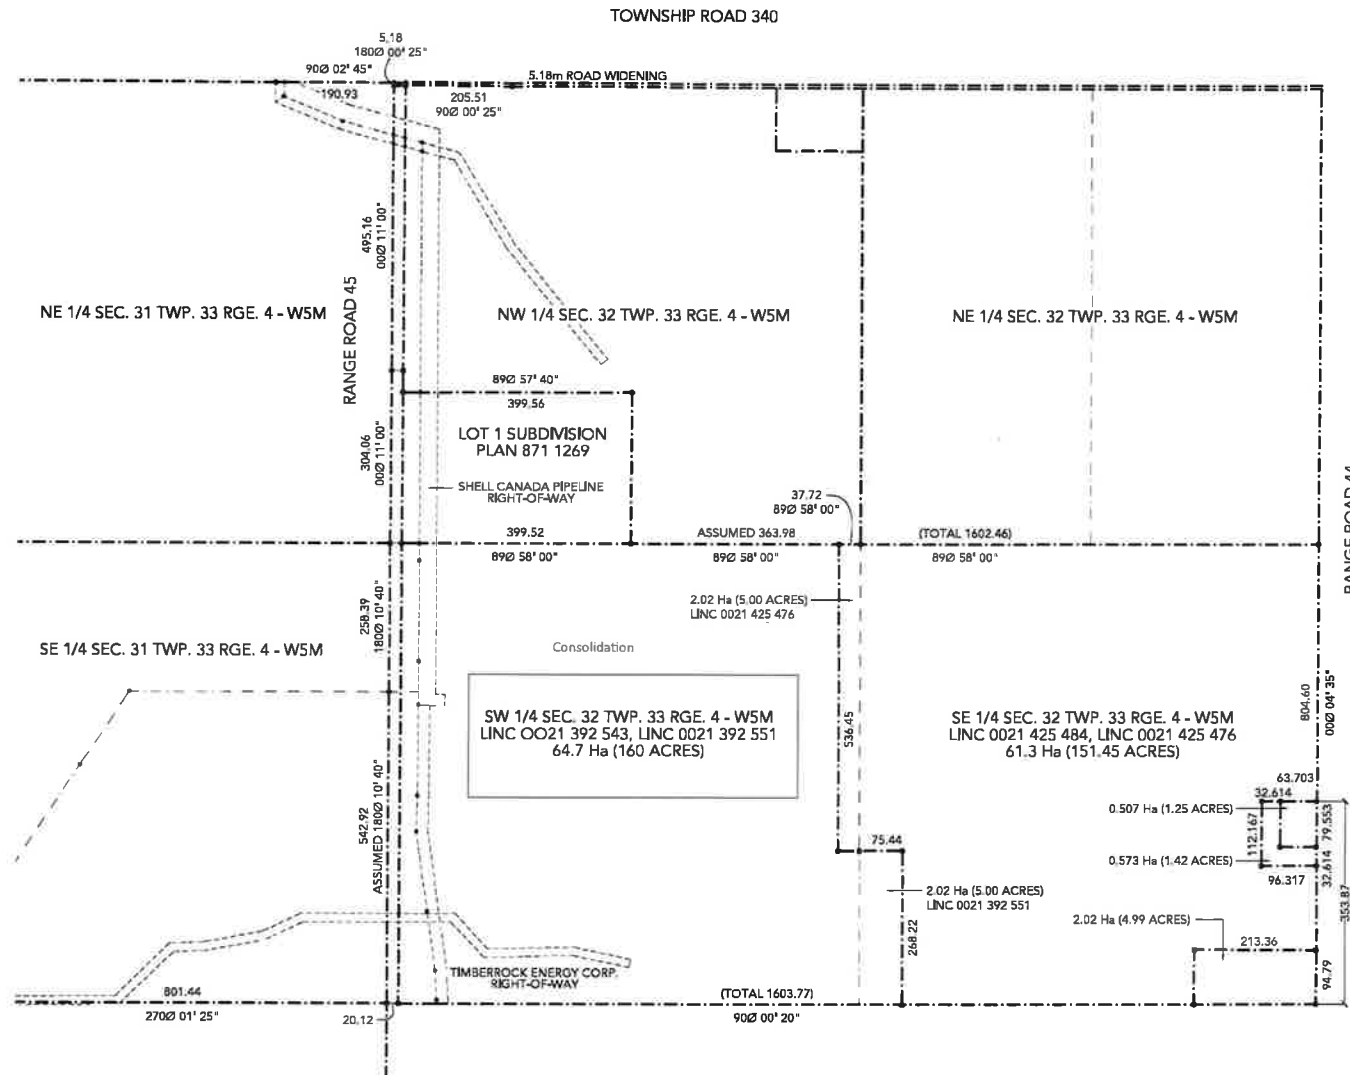 TOWNSHIP ROAD 340
5.18
180Ø 00' 25"
90Ø 02' 45"
190.93
205.51
90Ø 00' 25"
5.18m ROAD WIDENING
495.16
00Ø 11' 00"
RANGE ROAD 45
NE 1/4 SEC. 31 TWP. 33 RGE. 4 - W5M
NW 1/4 SEC. 32 TWP. 33 RGE. 4 - W5M
NE 1/4 SEC. 32 TWP. 33 RGE. 4 - W5M
89Ø 57' 40"
399.56
LOT 1 SUBDIVISION
PLAN 871 1269
304.06
00Ø 11' 00"
SHELL CANADA PIPELINE
RIGHT-OF-WAY
37.72
89Ø 58' 00"
RANGE ROAD 44
399.52
89Ø 58' 00"
ASSUMED 363.98
89Ø 58' 00"
(TOTAL 1602.46)
89Ø 58' 00"
258.39
180Ø 10' 40"
2.02 Ha (5.00 ACRES)
LINC 0021 425 476
SE 1/4 SEC. 31 TWP. 33 RGE. 4 - W5M
Consolidation
SW 1/4 SEC. 32 TWP. 33 RGE. 4 - W5M
LINC OO21 392 543, LINC 0021 392 551
64.7 Ha (160 ACRES)
536.45
SE 1/4 SEC. 32 TWP. 33 RGE. 4 - W5M
LINC 0021 425 484, LINC 0021 425 476
61.3 Ha (151.45 ACRES)
804.60
00Ø 04' 35"
63.703
32.614
0.507 Ha (1.25 ACRES)
112.167
79.553
542.92
ASSUMED 180Ø 10' 40"
75.44
0.573 Ha (1.42 ACRES)
32.614
96.317
353.87
2.02 Ha (5.00 ACRES)
LINC 0021 392 551
268.22
2.02 Ha (4.99 ACRES)
213.36
94.79
TIMBERROCK ENERGY CORP.
RIGHT-OF-WAY
801.44
270Ø 01' 25"
20.12
(TOTAL 1603.77)
90Ø 00' 20"